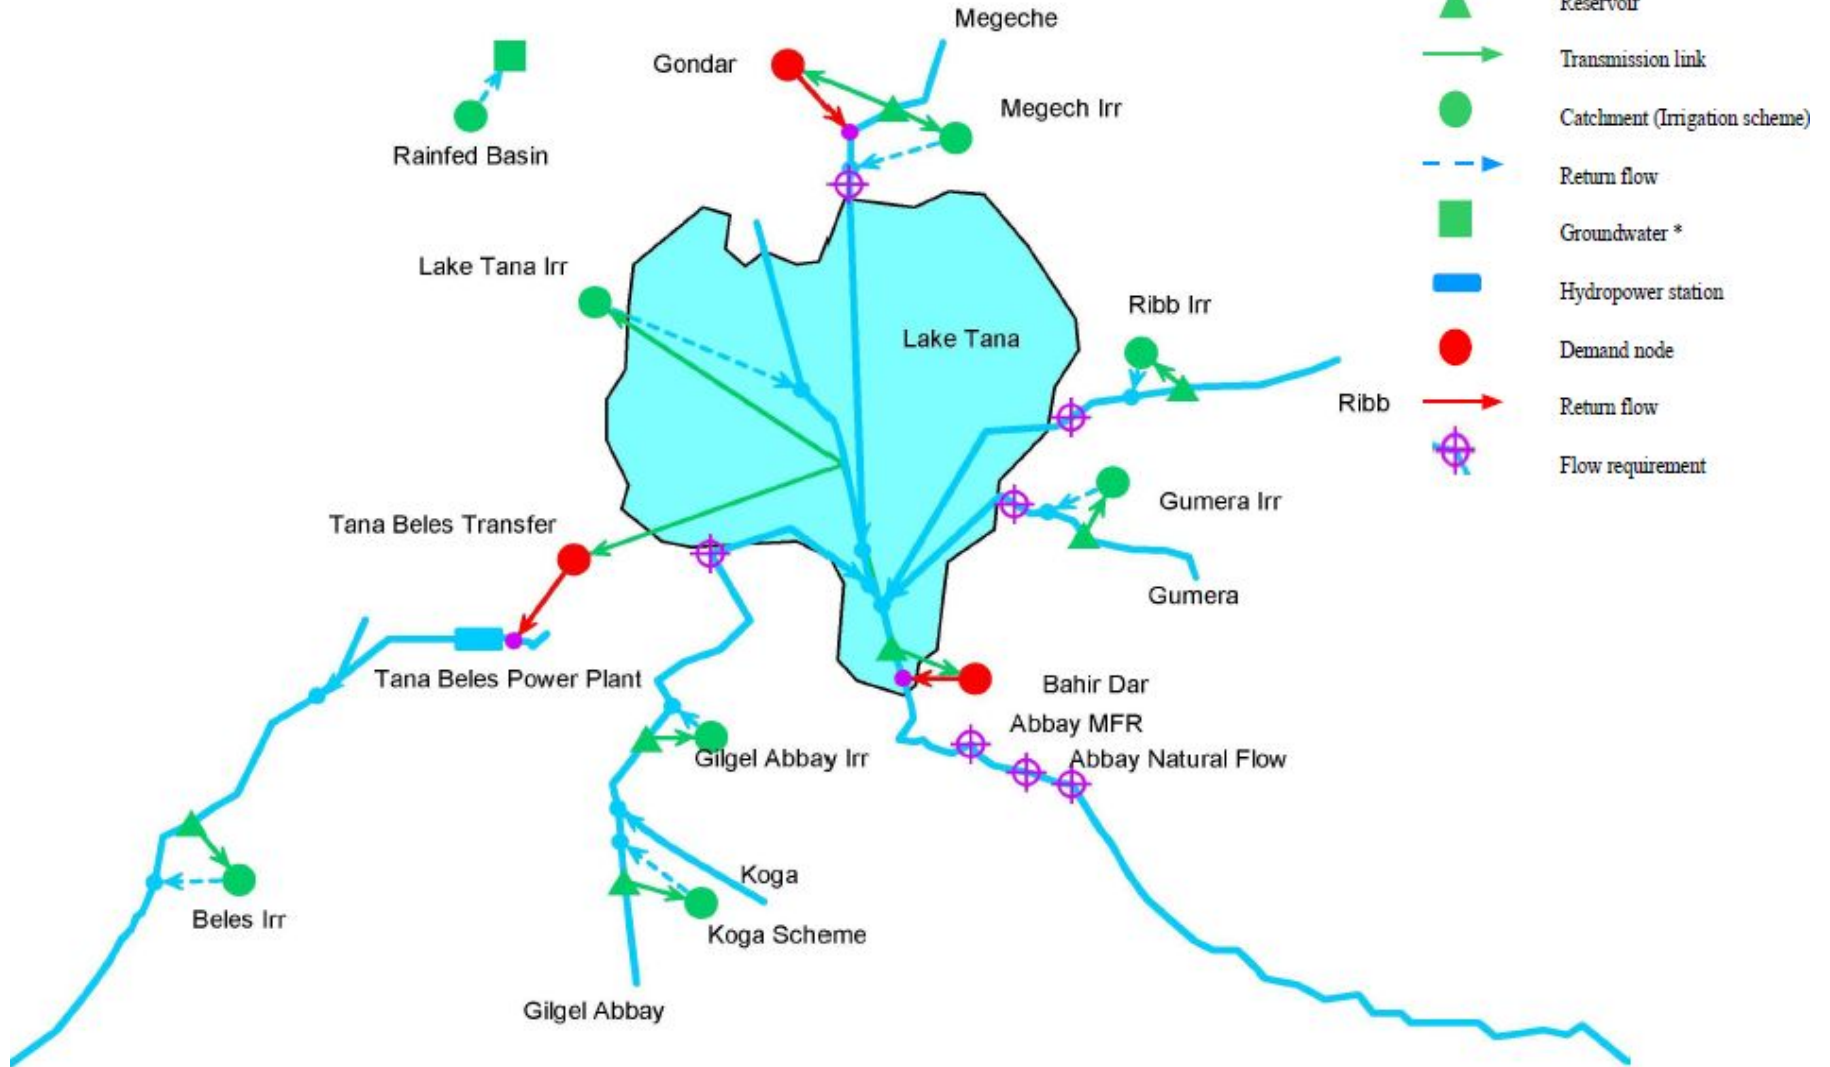 Megeche
Reservoir
Gondar
Transmission link
Megech Irr
Catchment (Irrigation scheme)
Rainfed Basin
Return flow
Groundwater *
Lake Tana Irr
Hydropower station
Ribb Irr
Lake Tana
Demand node
Ribb
Return flow
Flow requirement
Gumera Irr
Tana Beles Transfer
Gumera
Tana Beles Power Plant
Bahir Dar
Abbay MFR
Gilgel Abbay Irr
Abbay Natural Flow
Koga
Beles Irr
Koga Scheme
Gilgel Abbay